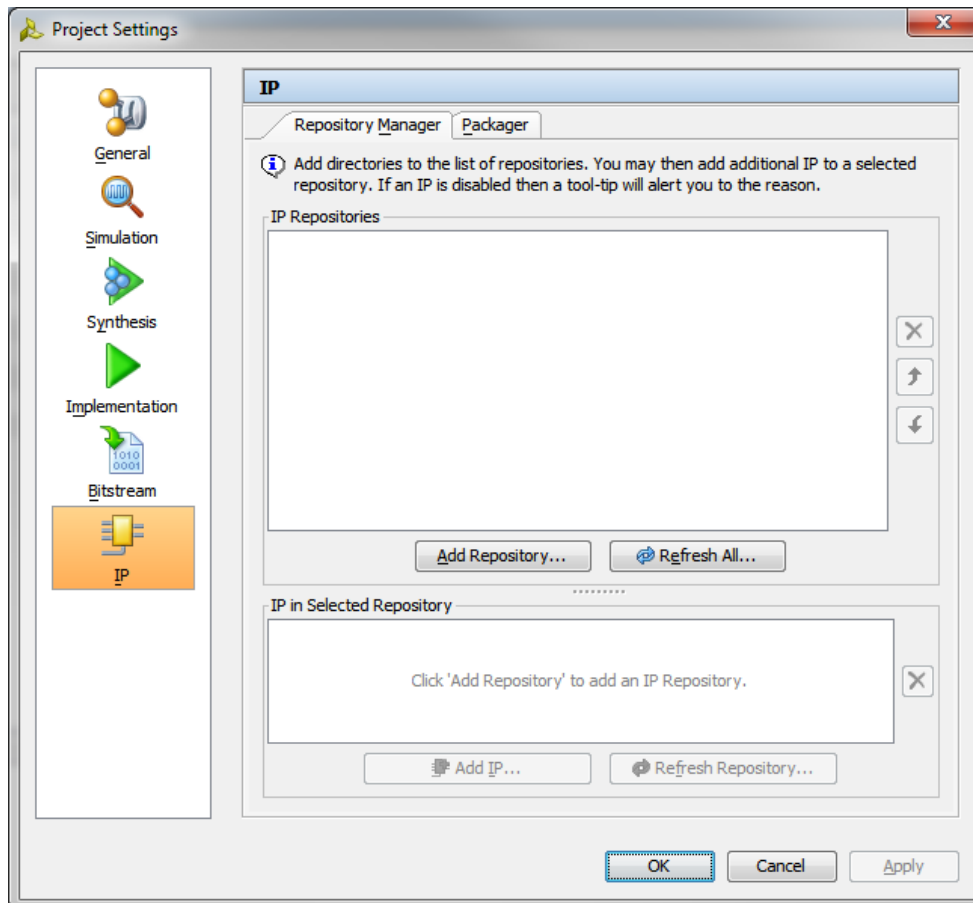 Project Settings
General
Simulation
Synthesis
Implementation
1010
0001
Bitstream
IP
IP
Repository Manager
Packager
Add directories to the list of repositories. You may then add additional IP to a selected
repository. If an IP is disabled then a tool-tip will alert you to the reason.
IP Repositories
Add Repository...
Refresh All...
IP in Selected Repository
Click 'Add Repository' to add an IP Repository.
Add IP...
Refresh Repository...
OK
Cancel
Apply